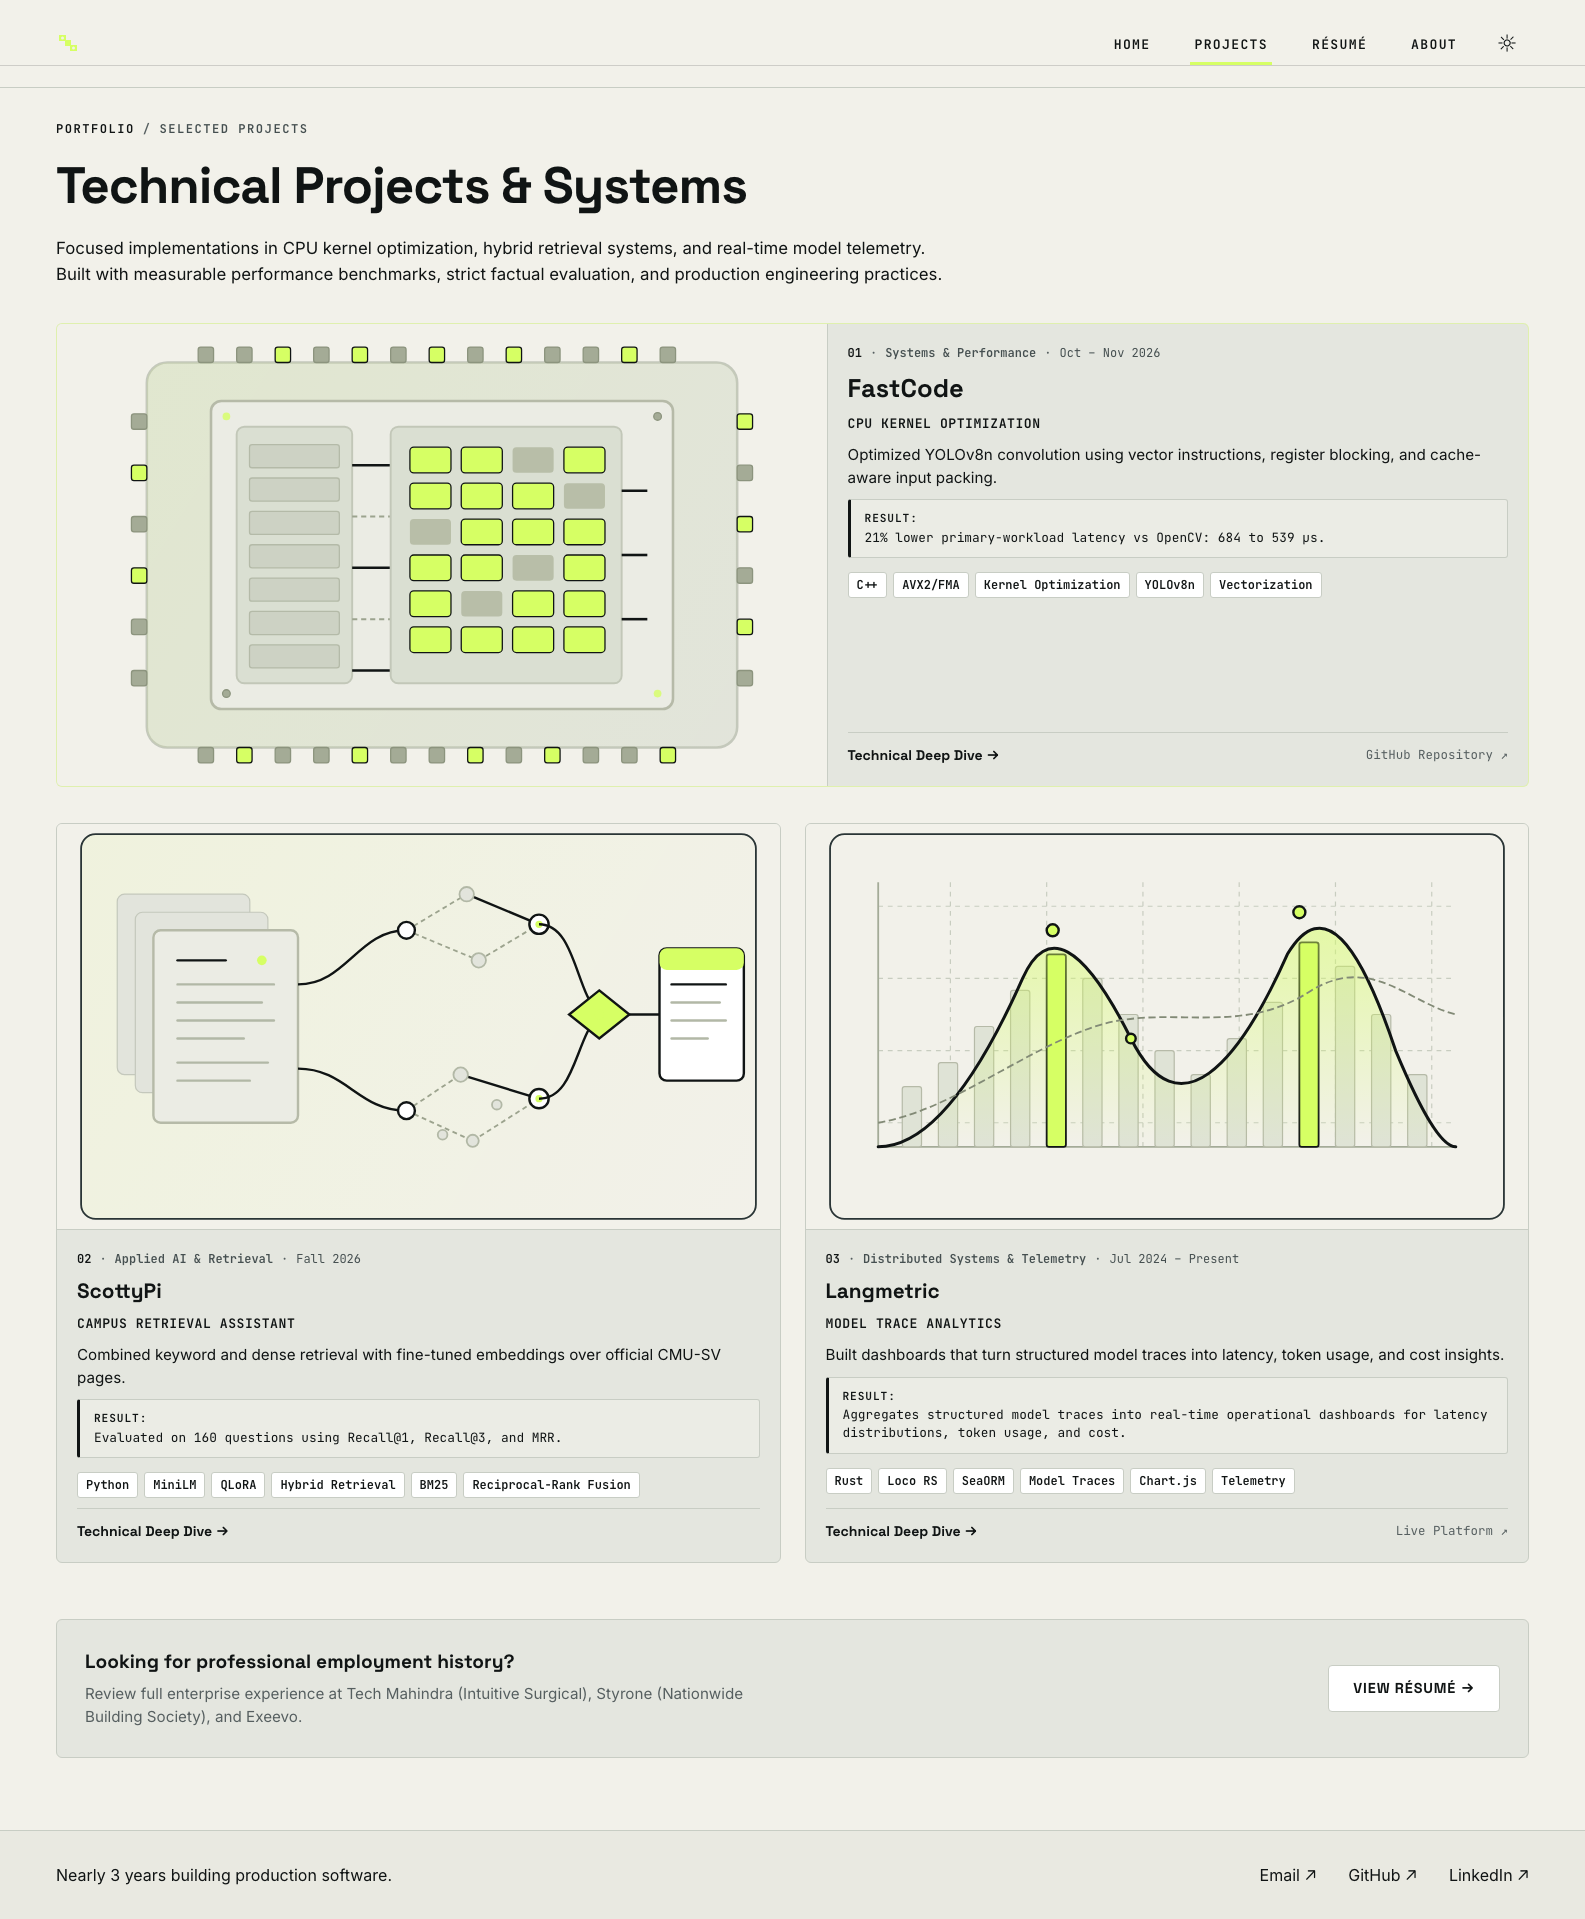 HOME PROJECTS RÉSUMÉ ABOUT
PORTFOLIO / SELECTED PROJECTS
Technical Projects & Systems
Focused implementations in CPU kernel optimization, hybrid retrieval systems, and real-time model telemetry.
Built with measurable performance benchmarks, strict factual evaluation, and production engineering practices.
01 · Systems & Performance · Oct – Nov 2026
FastCode
CPU KERNEL OPTIMIZATION
Optimized YOLOv8n convolution using vector instructions, register blocking, and cache-
aware input packing.
RESULT:
21% lower primary-workload latency vs OpenCV: 684 to 539 µs.
C++ AVX2/FMA Kernel Optimization YOLOv8n Vectorization
Technical Deep Dive → GitHub Repository ↗
02 · Applied AI & Retrieval · Fall 2026
ScottyPi
CAMPUS RETRIEVAL ASSISTANT
Combined keyword and dense retrieval with fine-tuned embeddings over official CMU-SV
pages.
RESULT:
Evaluated on 160 questions using Recall@1, Recall@3, and MRR.
Python MiniLM QLoRA Hybrid Retrieval BM25 Reciprocal-Rank Fusion
Technical Deep Dive →
03 · Distributed Systems & Telemetry · Jul 2024 – Present
Langmetric
MODEL TRACE ANALYTICS
Built dashboards that turn structured model traces into latency, token usage, and cost insights.
RESULT:
Aggregates structured model traces into real-time operational dashboards for latency
distributions, token usage, and cost.
Rust Loco RS SeaORM Model Traces Chart.js Telemetry
Technical Deep Dive → Live Platform ↗
Looking for professional employment history?
Review full enterprise experience at Tech Mahindra (Intuitive Surgical), Styrone (Nationwide
Building Society), and Exeevo.
VIEW RÉSUMÉ →
Nearly 3 years building production software.
Email ↗ GitHub ↗ LinkedIn ↗